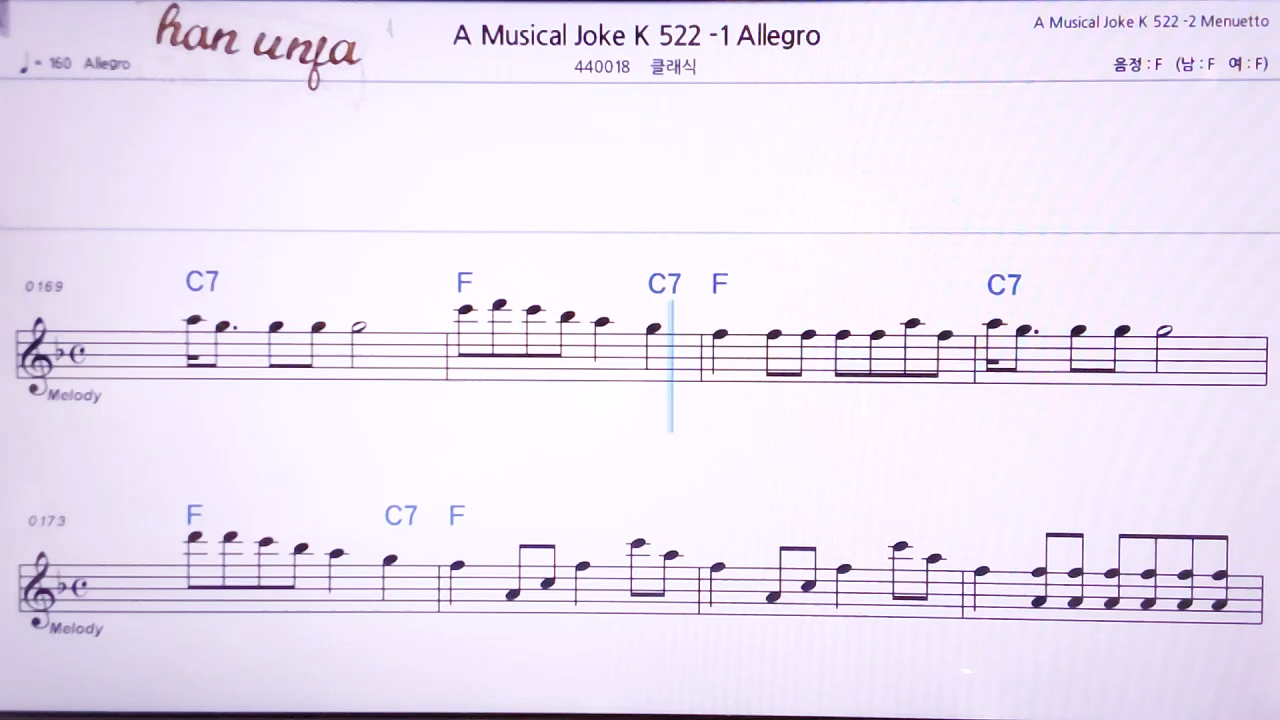 han unfa
A Musical Joke K 522 -1 Allegro
A Musical Joke K 522 -2 Menuetto
♩ = 160 Allegro
440018 클래식
음정 : F (남 : F 여 : F)
C7 F C7 F C7
0169
Melody
F C7 F
0173
Melody